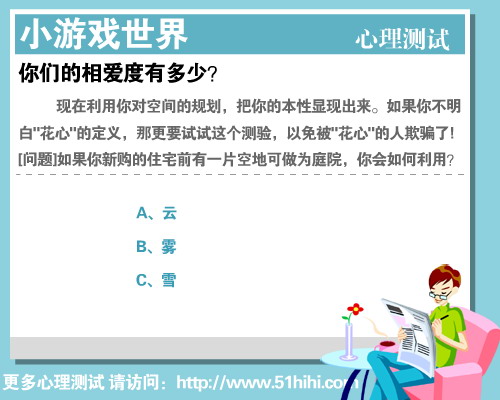 小游戏世界
心理测试
你们的相爱度有多少?
现在利用你对空间的规划，把你的本性显现出来。如果你不明
白"花心"的定义，那更要试试这个测验，以免被"花心"的人欺骗了!
[问题]如果你新购的住宅前有一片空地可做为庭院，你会如何利用?
A、云
B、雾
C、雪
更多心理测试 请访问：http://www.51hihi.com